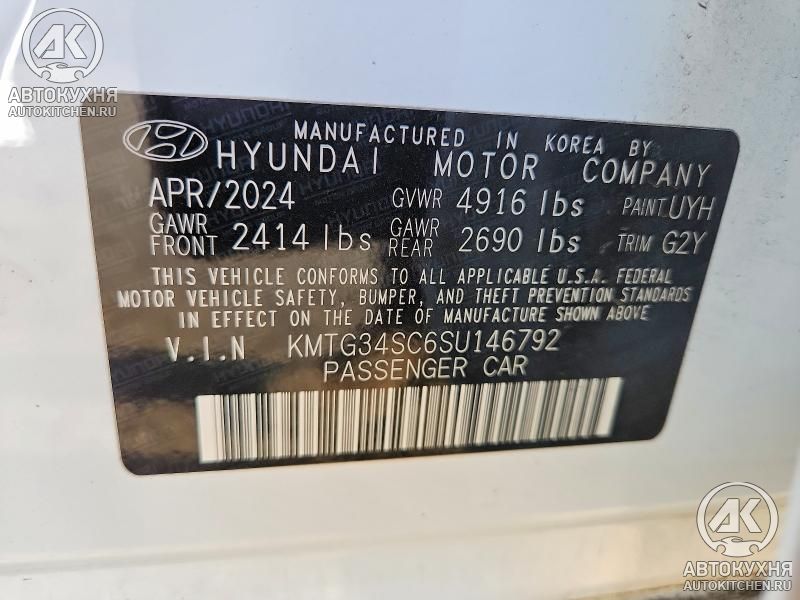 АВТОКУХНЯ
AUTOKITCHEN.RU
MANUFACTURED IN KOREA BY
HYUNDAI MOTOR COMPANY
APR/2024 GVWR 4916 lbs PAINT UYH
GAWR FRONT 2414 lbs GAWR REAR 2690 lbs TRIM G2Y
THIS VEHICLE CONFORMS TO ALL APPLICABLE U.S.A. FEDERAL
MOTOR VEHICLE SAFETY, BUMPER, AND THEFT PREVENTION STANDARDS
IN EFFECT ON THE DATE OF MANUFACTURE SHOWN ABOVE
V.I.N KMTG34SC6SU146792
PASSENGER CAR
АВТОКУХНЯ
AUTOKITCHEN.RU